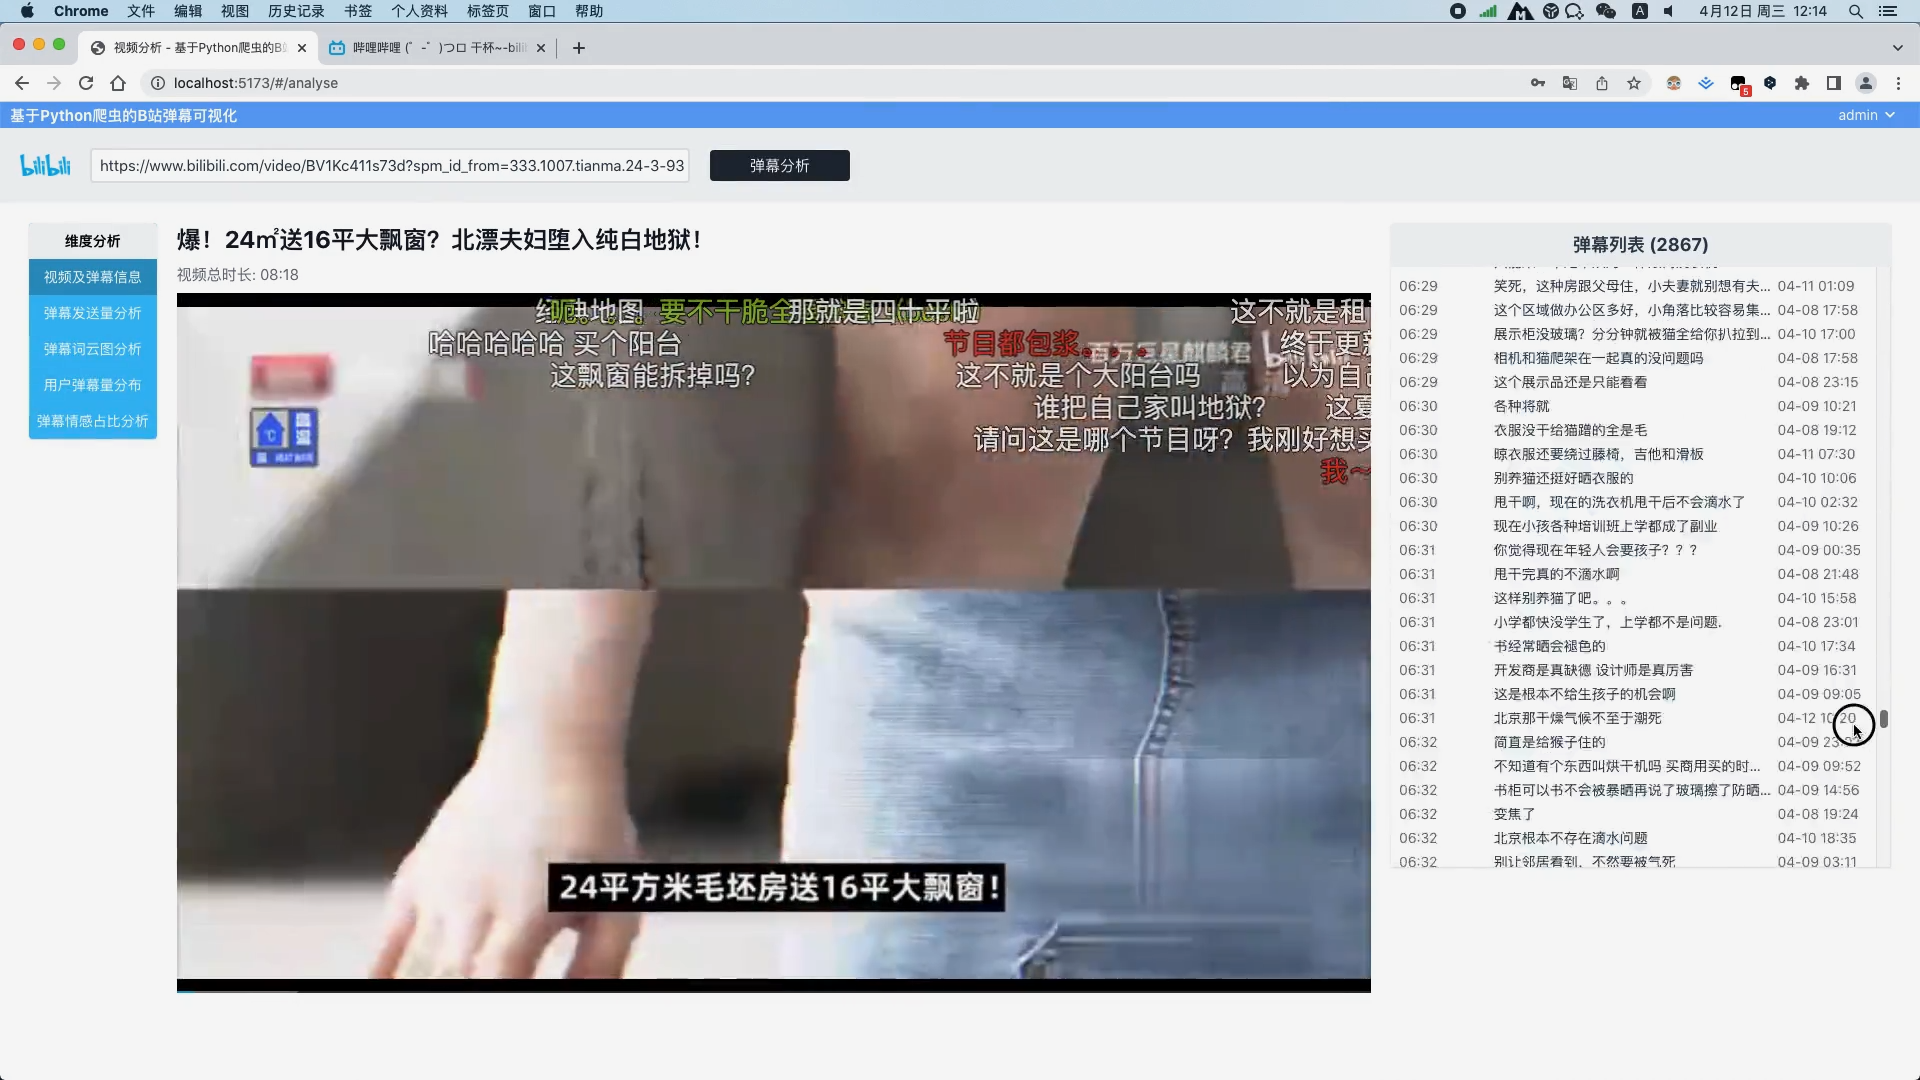 Chrome 文件 编辑 视图 历史记录 书签 个人资料 标签页 窗口 帮助 4月12日 周三 12:14
视频分析 - 基于Python爬虫的B站
哔哩哔哩 (゜-゜)つロ 干杯~-bili
localhost:5173/#/analyse
5
基于Python爬虫的B站弹幕可视化
admin
bilibili
https://www.bilibili.com/video/BV1Kc411s73d?spm_id_from=333.1007.tianma.24-3-93
弹幕分析
维度分析
视频及弹幕信息
弹幕发送量分析
弹幕词云图分析
用户弹幕量分布
弹幕情感占比分析
爆！24㎡送16平大飘窗？北漂夫妇堕入纯白地狱！
视频总时长: 08:18
要不干脆全
那就是四十平啦
这不就是租
哈哈哈哈哈 买个阳台
节目都包浆。。。
终于更新
这飘窗能拆掉吗？
这不就是个大阳台吗
以为自己
谁把自己家叫地狱？
这夏
请问这是哪个节目呀？我刚好想买
我～
24平方米毛坯房送16平大飘窗！
弹幕列表 (2867)
06:29 笑死，这种房跟父母住，小夫妻就别想有夫... 04-11 01:09
06:29 这个区域做办公区多好，小角落比较容易集... 04-08 17:58
06:29 展示柜没玻璃？分分钟就被猫全给你扒拉到... 04-10 17:00
06:29 相机和猫爬架在一起真的没问题吗 04-08 17:58
06:29 这个展示品还是只能看看 04-08 23:15
06:30 各种将就 04-09 10:21
06:30 衣服没干给猫蹭的全是毛 04-08 19:12
06:30 晾衣服还要绕过藤椅，吉他和滑板 04-11 07:30
06:30 别养猫还挺好晒衣服的 04-10 10:06
06:30 甩干啊，现在的洗衣机甩干后不会滴水了 04-10 02:32
06:30 现在小孩各种培训班上学都成了副业 04-09 10:26
06:31 你觉得现在年轻人会要孩子？？？ 04-09 00:35
06:31 甩干完真的不滴水啊 04-08 21:48
06:31 这样别养猫了吧。。。 04-10 15:58
06:31 小学都快没学生了，上学都不是问题. 04-08 23:01
06:31 书经常晒会褪色的 04-10 17:34
06:31 开发商是真缺德 设计师是真厉害 04-09 16:31
06:31 这是根本不给生孩子的机会啊 04-09 09:05
06:31 北京那干燥气候不至于潮死 04-12 10:20
06:32 简直是给猴子住的 04-09 23:
06:32 不知道有个东西叫烘干机吗 买商用买的时... 04-09 09:52
06:32 书柜可以书不会被暴晒再说了玻璃擦了防晒... 04-09 14:56
06:32 变焦了 04-08 19:24
06:32 北京根本不存在滴水问题 04-10 18:35
06:32 别让邻居看到，不然要被气死 04-09 03:11